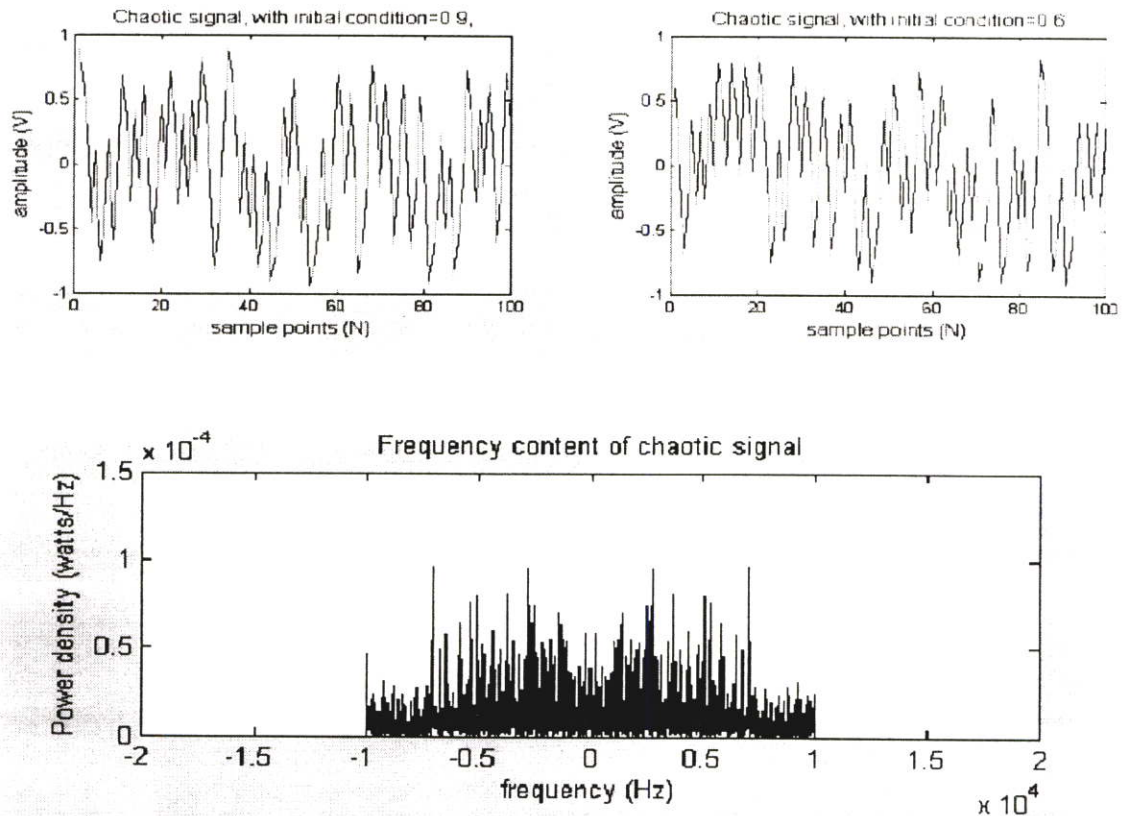 Chaotic signal, with initial condition=0.9,
1
0.5
0
-0.5
-1
amplitude (V)
0 20 40 60 80 100
sample points (N)
Chaotic signal, with initial condition=0.6
1
0.5
0
-0.5
-1
amplitude (V)
0 20 40 60 80 100
sample points (N)
x 10^-4
Frequency content of chaotic signal
1.5
1
0.5
0
Power density (watts/Hz)
-2 -1.5 -1 -0.5 0 0.5 1 1.5 2
frequency (Hz)
x 10^4